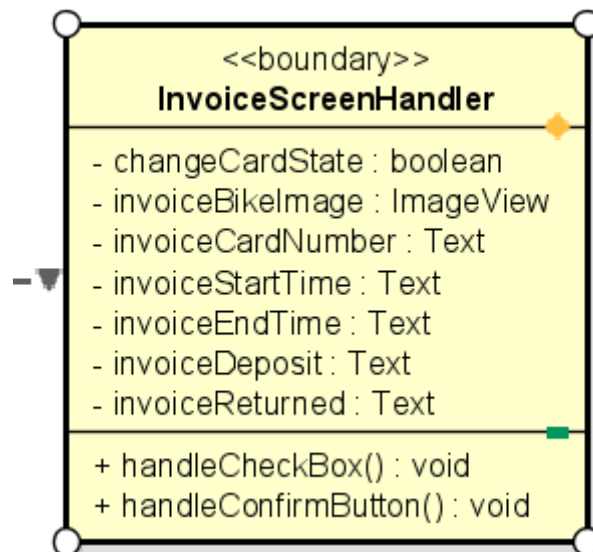 <<boundary>>
InvoiceScreenHandler
- changeCardState : boolean
- invoiceBikeImage : ImageView
- invoiceCardNumber : Text
- invoiceStartTime : Text
- invoiceEndTime : Text
- invoiceDeposit : Text
- invoiceReturned : Text
+ handleCheckBox() : void
+ handleConfirmButton() : void